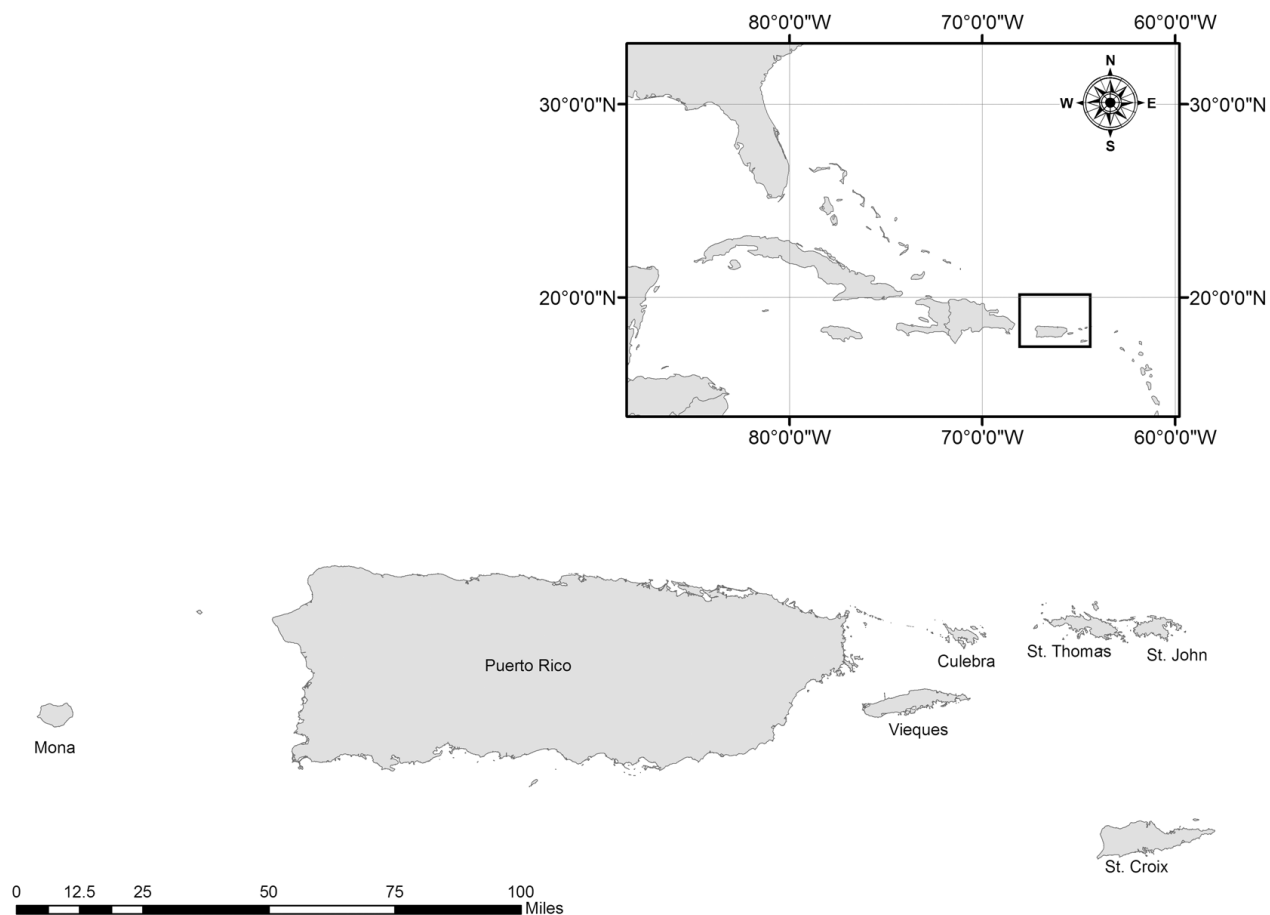 80°0'0"W 70°0'0"W 60°0'0"W
N
30°0'0"N W E 30°0'0"N
S
20°0'0"N 20°0'0"N
80°0'0"W 70°0'0"W 60°0'0"W
Puerto Rico
Culebra
St. Thomas
St. John
Vieques
Mona
St. Croix
0 12.5 25 50 75 100
Miles